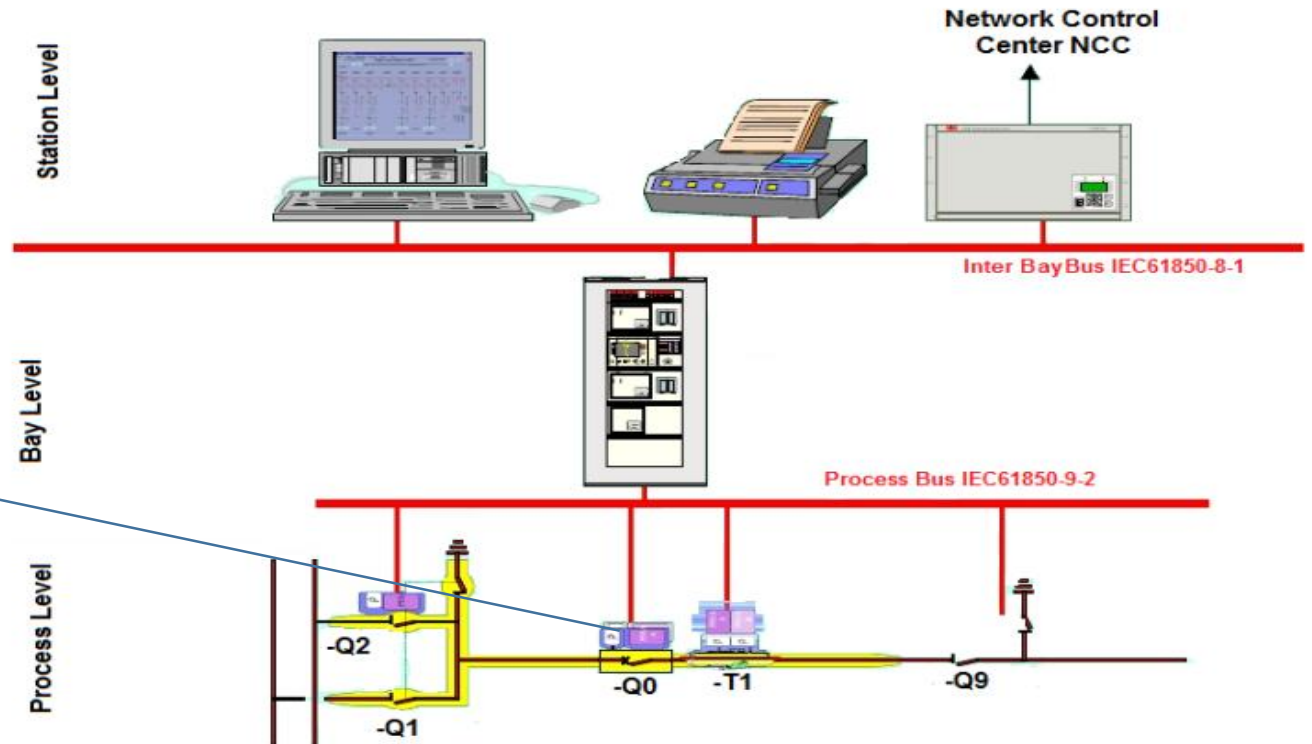 Network Control
Center NCC
Station Level
Inter BayBus IEC61850-8-1
Bay Level
Process Bus IEC61850-9-2
Process Level
-Q2
-Q0
-T1
-Q9
-Q1